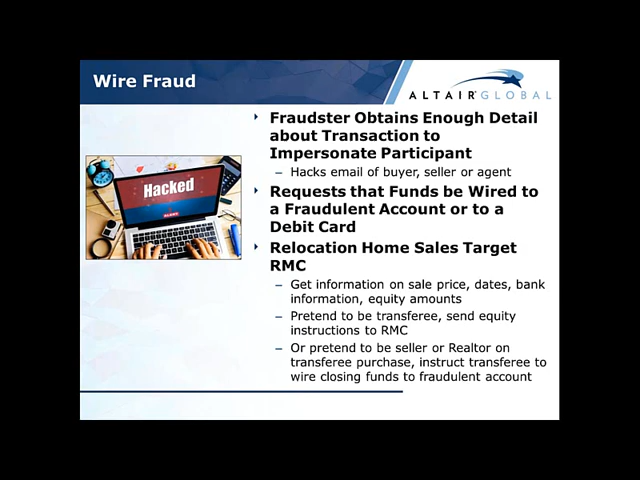 Wire Fraud
ALTAIR GLOBAL
Fraudster Obtains Enough Detail
about Transaction to
Impersonate Participant
– Hacks email of buyer, seller or agent
Requests that Funds be Wired to
a Fraudulent Account or to a
Debit Card
Relocation Home Sales Target
RMC
– Get information on sale price, dates, bank
information, equity amounts
– Pretend to be transferee, send equity
instructions to RMC
– Or pretend to be seller or Realtor on
transferee purchase, instruct transferee to
wire closing funds to fraudulent account
Hacked